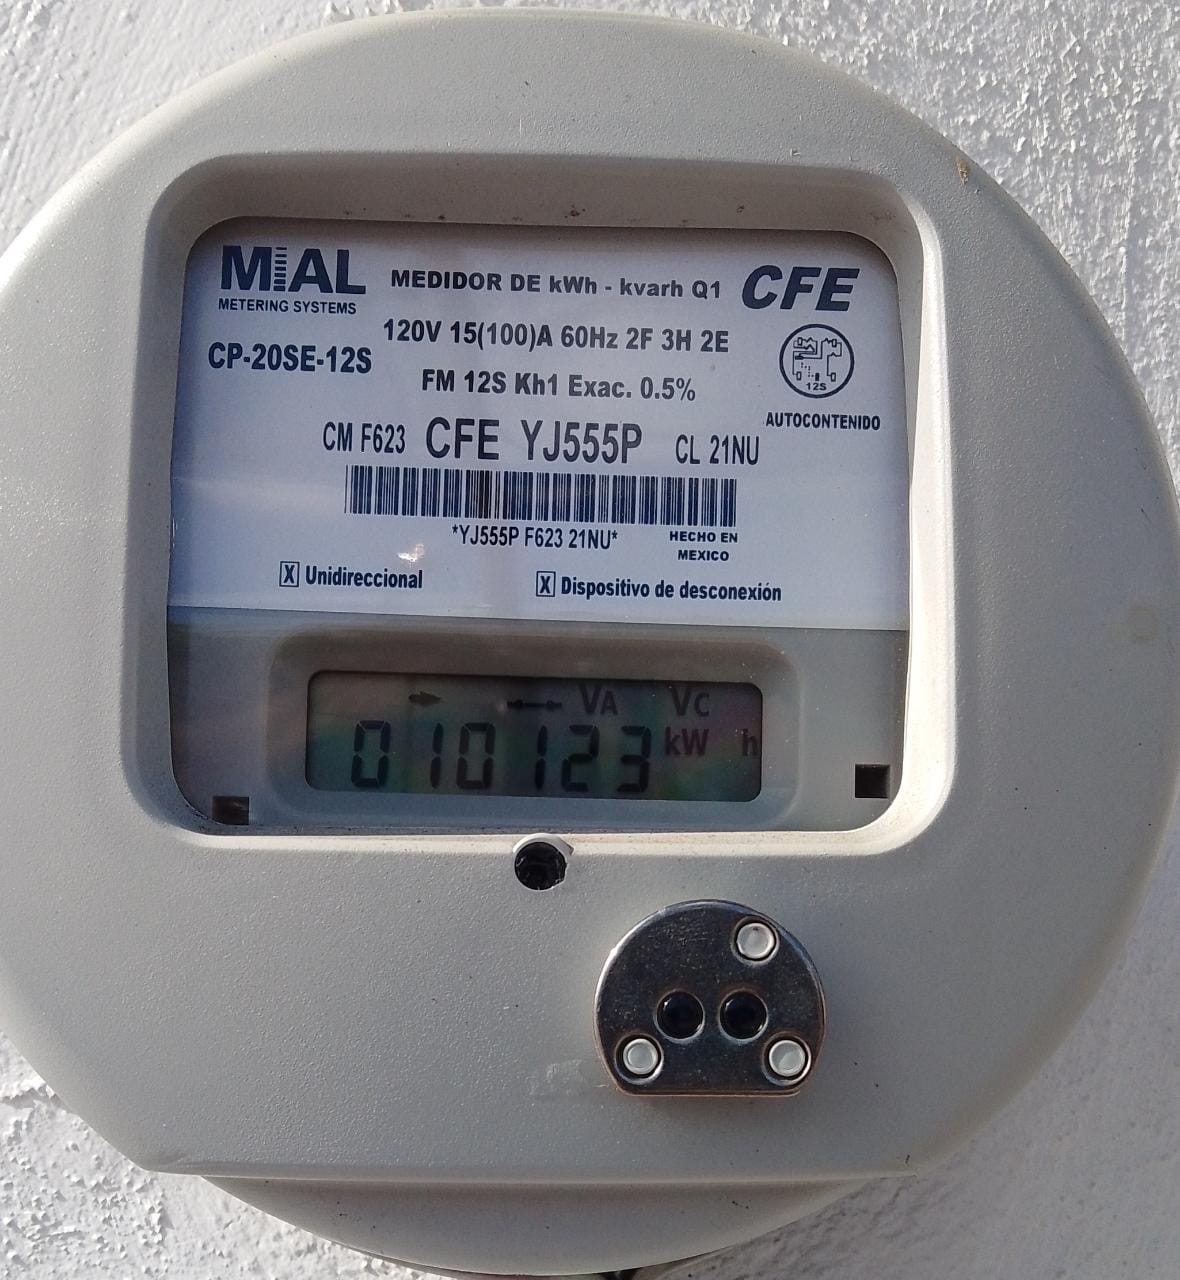 MIAL
METERING SYSTEMS
MEDIDOR DE kWh - kvarh Q1
CFE
120V 15(100)A 60Hz 2F 3H 2E
CP-20SE-12S
FM 12S Kh1 Exac. 0.5%
12S
AUTOCONTENIDO
CM F623 CFE YJ555P CL 21NU
*YJ555P F623 21NU*
HECHO EN
MEXICO
X Unidireccional
X Dispositivo de desconexión
VA VC
010123 kW h